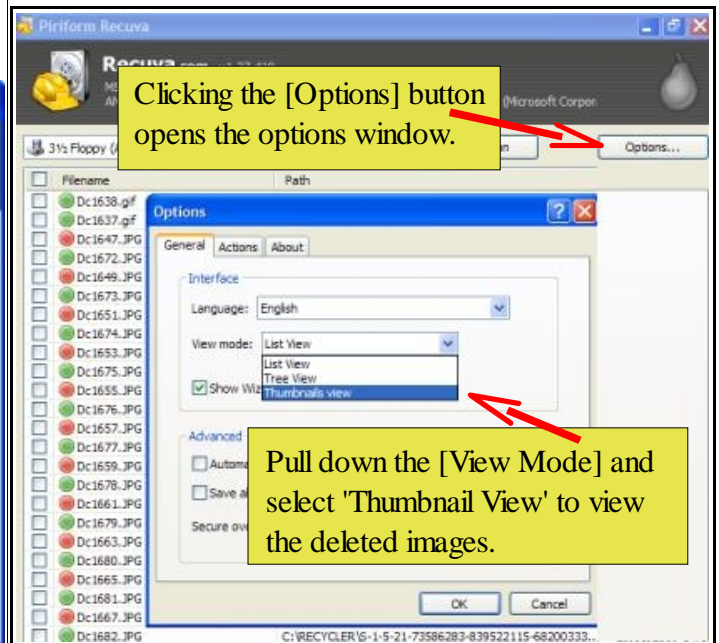 Piriform Recuva
Clicking the [Options] button
opens the options window.
(Microsoft Corpor
3½ Floppy
Options...
Filename Path
Dc1638.gif
Dc1637.gif
Dc1647.JPG
Dc1672.JPG
Dc1649.JPG
Dc1673.JPG
Dc1651.JPG
Dc1674.JPG
Dc1653.JPG
Dc1675.JPG
Dc1655.JPG
Dc1676.JPG
Dc1657.JPG
Dc1677.JPG
Dc1659.JPG
Dc1678.JPG
Dc1661.JPG
Dc1679.JPG
Dc1663.JPG
Dc1680.JPG
Dc1665.JPG
Dc1681.JPG
Dc1667.JPG
Dc1682.JPG C:\RECYCLER\S-1-5-21-73586283-839522115-68200333...
Options
General Actions About
Interface
Language: English
View mode: List View
List View
Tree View
Show Wiz Thumbnails view
Advanced
Pull down the [View Mode] and
select 'Thumbnail View' to view
the deleted images.
Automa
Save al
Secure ove
OK Cancel